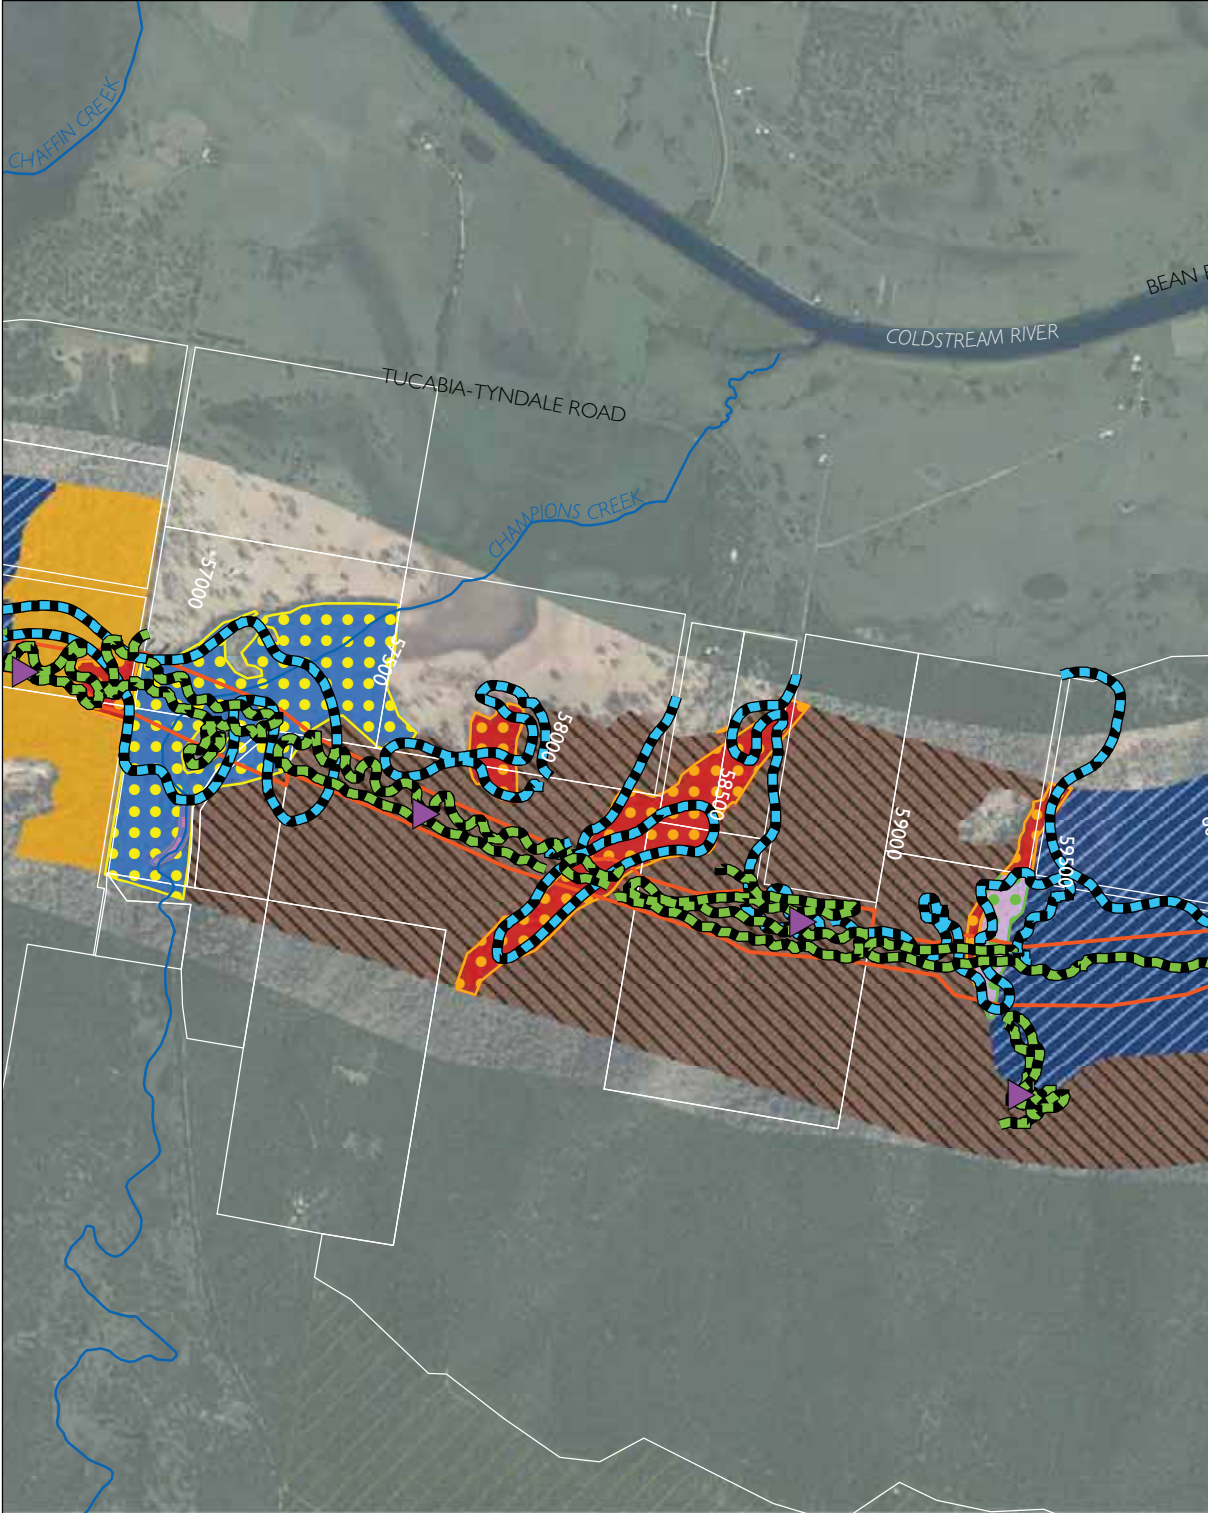 CHAFFIN CREEK
BEAN
COLDSTREAM RIVER
TUCABIA-TYNDALE ROAD
CHAMPIONS CREEK
57000
57500
58000
58500
59000
59500